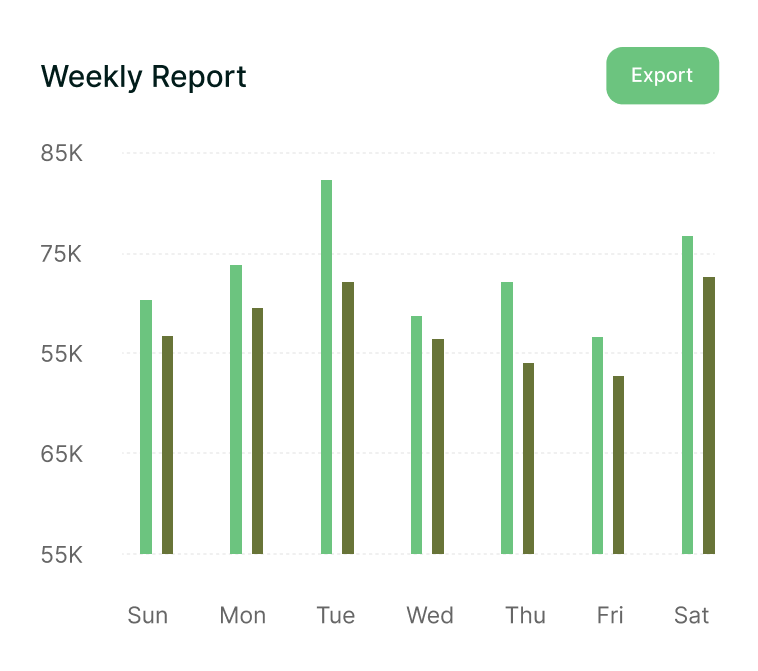 Weekly Report
Export
85K
75K
55K
65K
55K
Sun Mon Tue Wed Thu Fri Sat